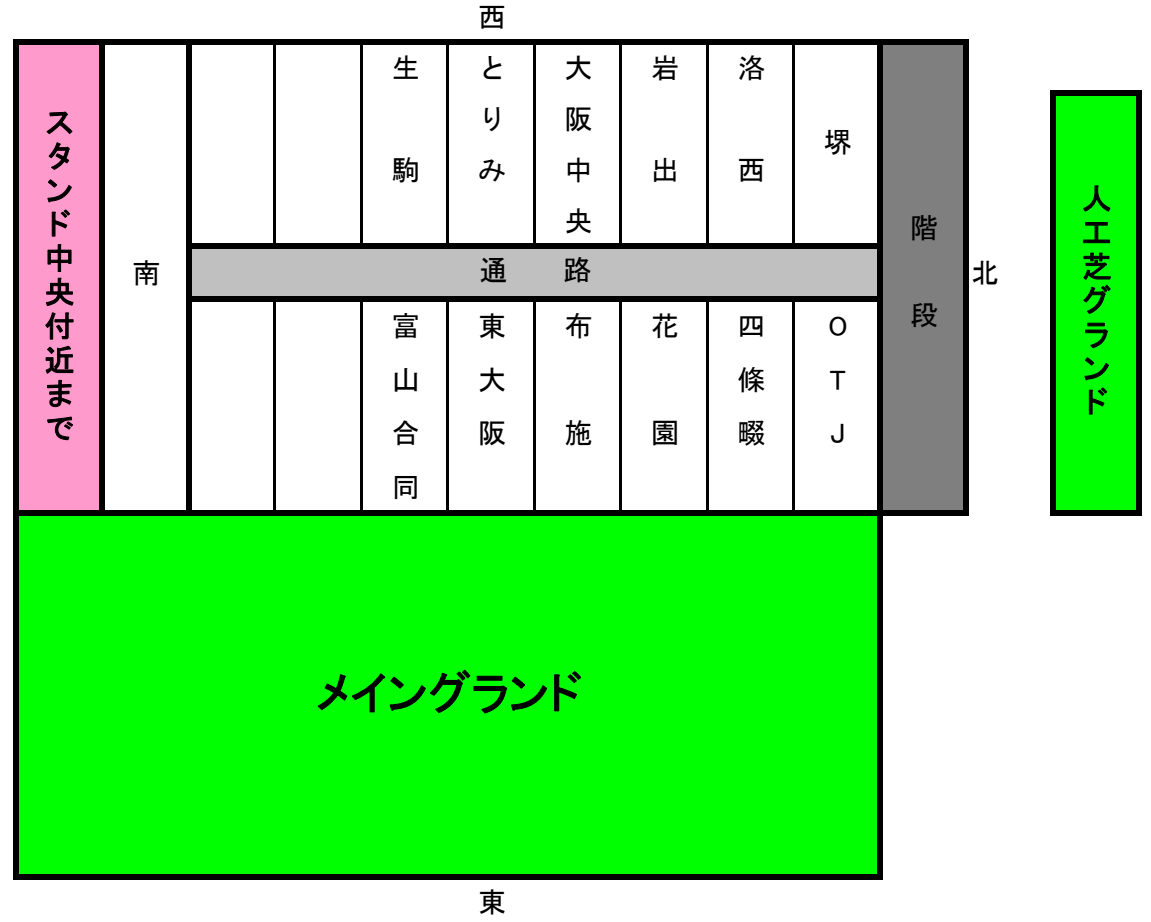 西
スタンド中央付近まで
南
生駒
とりみ
大阪中央
岩出
洛西
堺
階段
人工芝グランド
通路
北
富山合同
東大阪
布施
花園
四條畷
OTJ
メイングランド
東